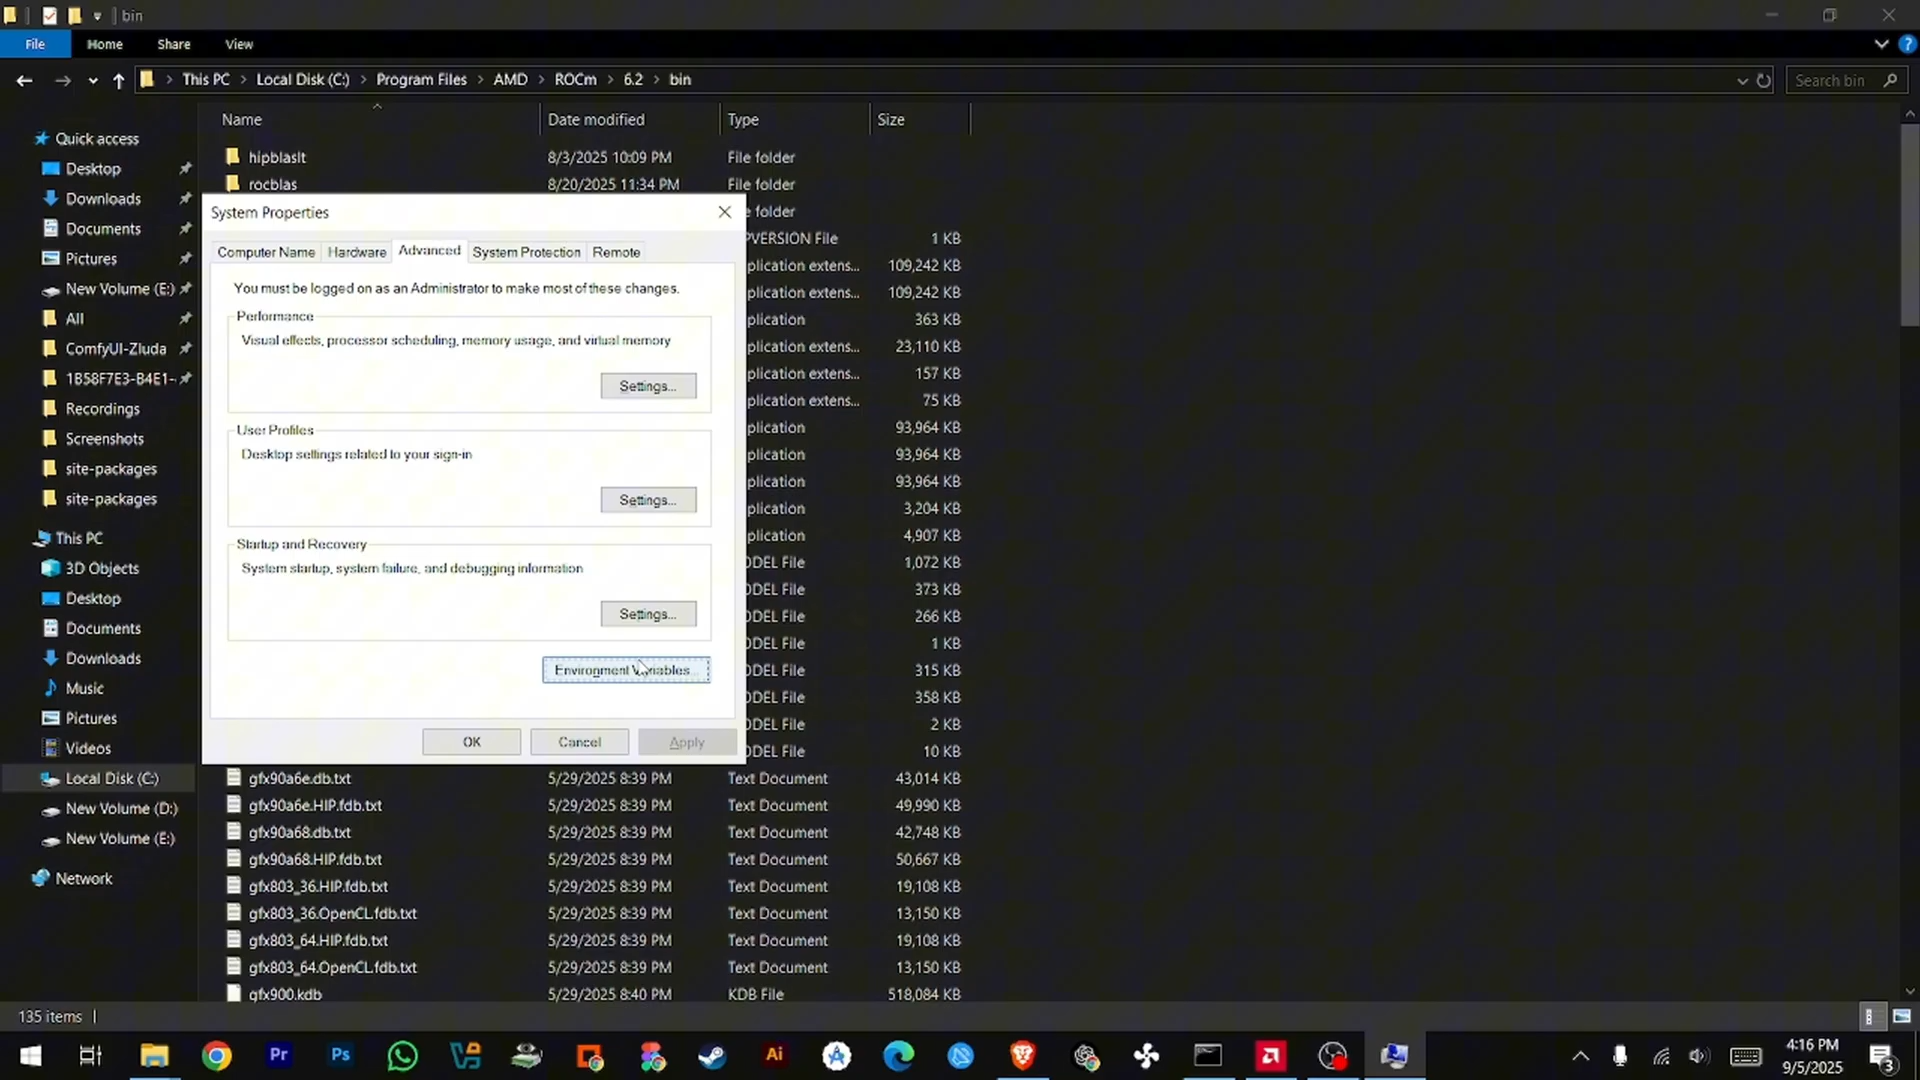 bin
File Home Share View
This PC > Local Disk (C:) > Program Files > AMD > ROCm > 6.2 > bin
Search bin
Name Date modified Type Size
Quick access
Desktop
Downloads
Documents
Pictures
New Volume (E:)
All
ComfyUI-Zluda
1B58F7E3-B4E1-
Recordings
Screenshots
site-packages
site-packages
This PC
3D Objects
Desktop
Documents
Downloads
Music
Pictures
Videos
Local Disk (C:)
New Volume (D:)
New Volume (E:)
Network
hipblaslt 8/3/2025 10:09 PM File folder
rocblas 8/20/2025 11:34 PM File folder
e folder
PVERSION File 1 KB
plication extens... 109,242 KB
plication extens... 109,242 KB
plication 363 KB
plication extens... 23,110 KB
plication extens... 157 KB
plication extens... 75 KB
plication 93,964 KB
plication 93,964 KB
plication 93,964 KB
plication 3,204 KB
plication 4,907 KB
ODEL File 1,072 KB
ODEL File 373 KB
ODEL File 266 KB
ODEL File 1 KB
ODEL File 315 KB
ODEL File 358 KB
ODEL File 2 KB
ODEL File 10 KB
gfx90a6e.db.txt 5/29/2025 8:39 PM Text Document 43,014 KB
gfx90a6e.HIP.fdb.txt 5/29/2025 8:39 PM Text Document 49,990 KB
gfx90a68.db.txt 5/29/2025 8:39 PM Text Document 42,748 KB
gfx90a68.HIP.fdb.txt 5/29/2025 8:39 PM Text Document 50,667 KB
gfx803_36.HIP.fdb.txt 5/29/2025 8:39 PM Text Document 19,108 KB
gfx803_36.OpenCL.fdb.txt 5/29/2025 8:39 PM Text Document 13,150 KB
gfx803_64.HIP.fdb.txt 5/29/2025 8:39 PM Text Document 19,108 KB
gfx803_64.OpenCL.fdb.txt 5/29/2025 8:39 PM Text Document 13,150 KB
gfx900.kdb 5/29/2025 8:40 PM KDB File 518,084 KB
System Properties
Computer Name Hardware Advanced System Protection Remote
You must be logged on as an Administrator to make most of these changes.
Performance
Visual effects, processor scheduling, memory usage, and virtual memory
Settings...
User Profiles
Desktop settings related to your sign-in
Settings...
Startup and Recovery
System startup, system failure, and debugging information
Settings...
Environment Variables...
OK Cancel Apply
135 items
Pr
Ps
Ai
4:16 PM
9/5/2025
3